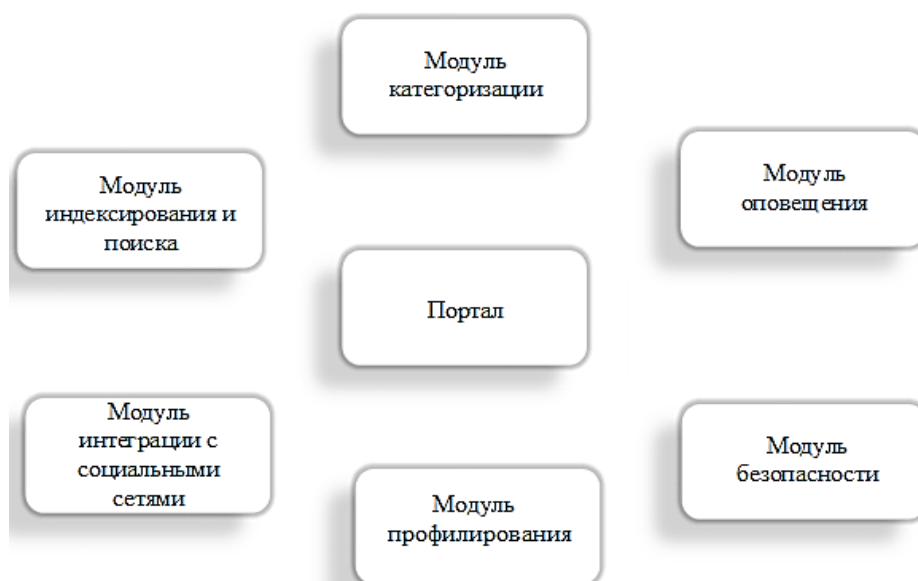 Модуль
категоризации
Модуль
индексирования и
поиска
Модуль
оповещения
Портал
Модуль
интеграции с
социальными
сетями
Модуль
безопасности
Модуль
профилирования